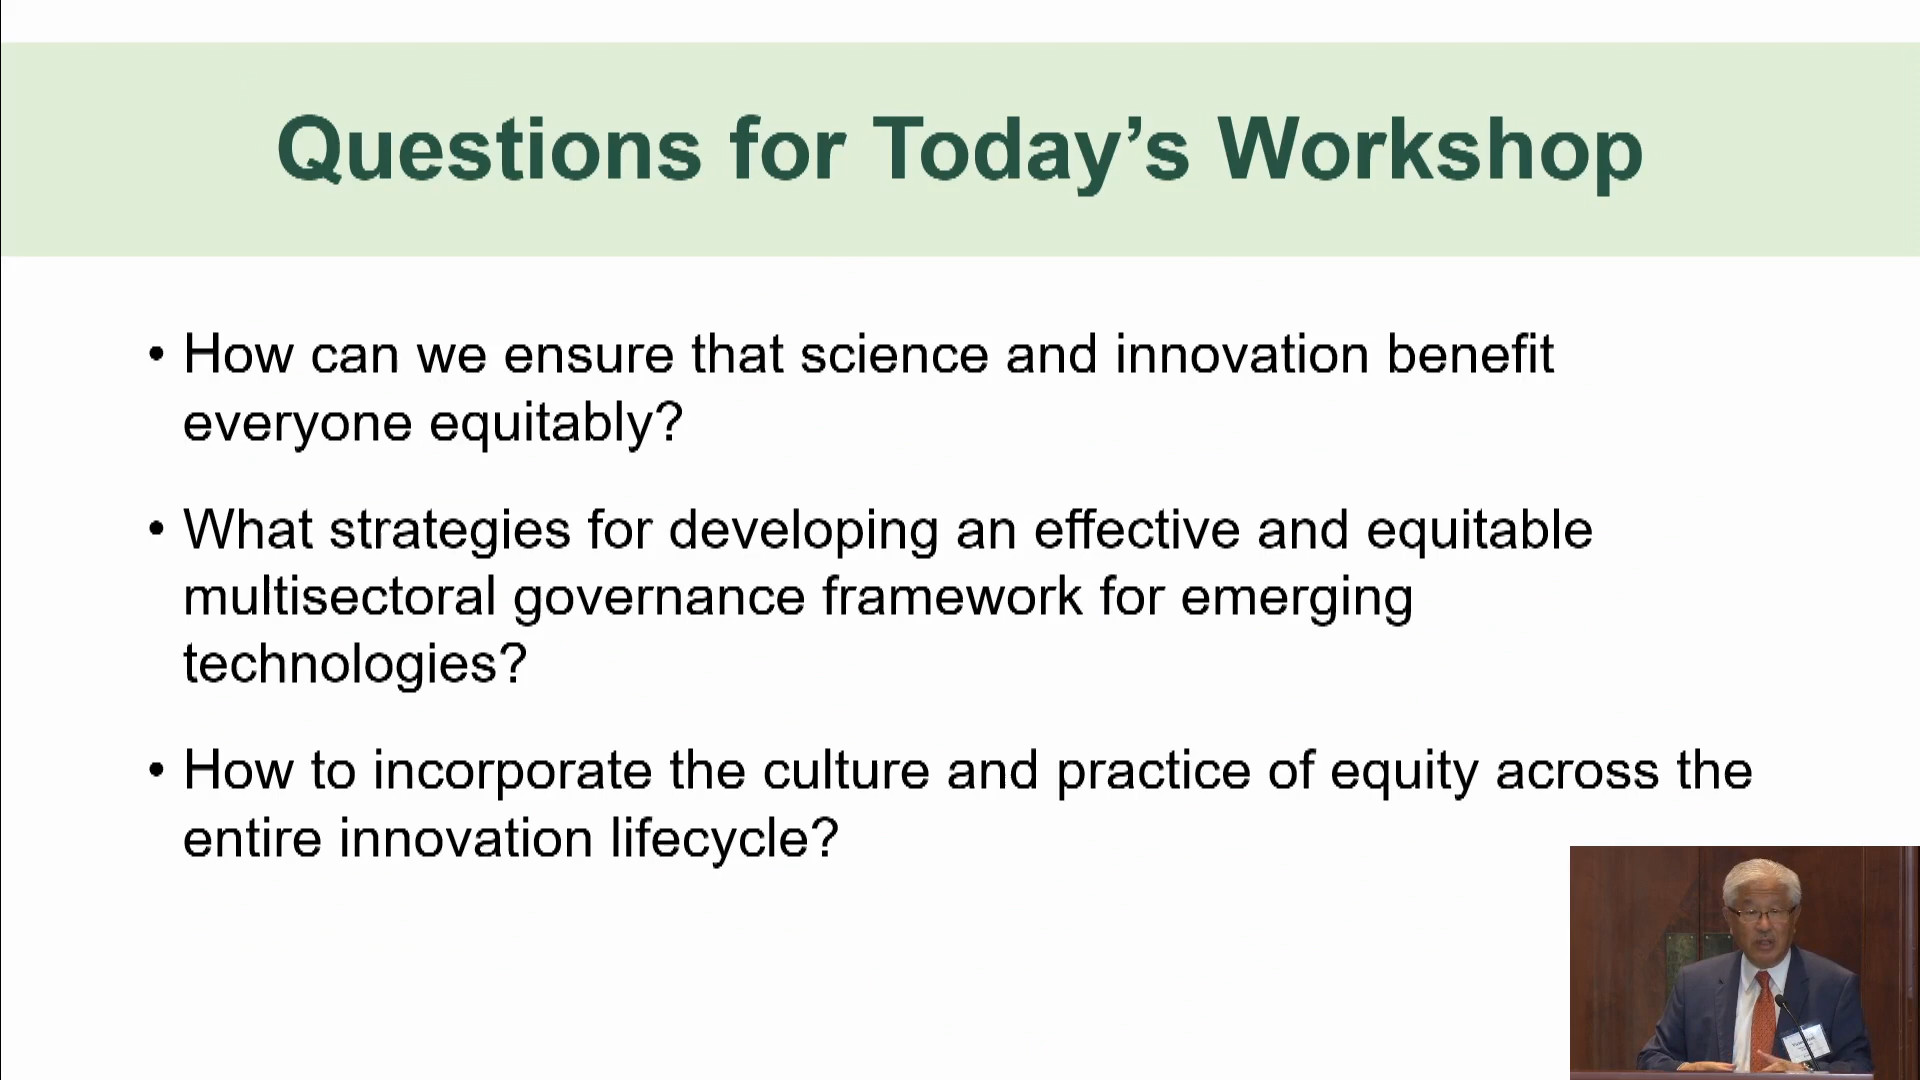 Questions for Today’s Workshop
• How can we ensure that science and innovation benefit
everyone equitably?
• What strategies for developing an effective and equitable
multisectoral governance framework for emerging
technologies?
• How to incorporate the culture and practice of equity across the
entire innovation lifecycle?